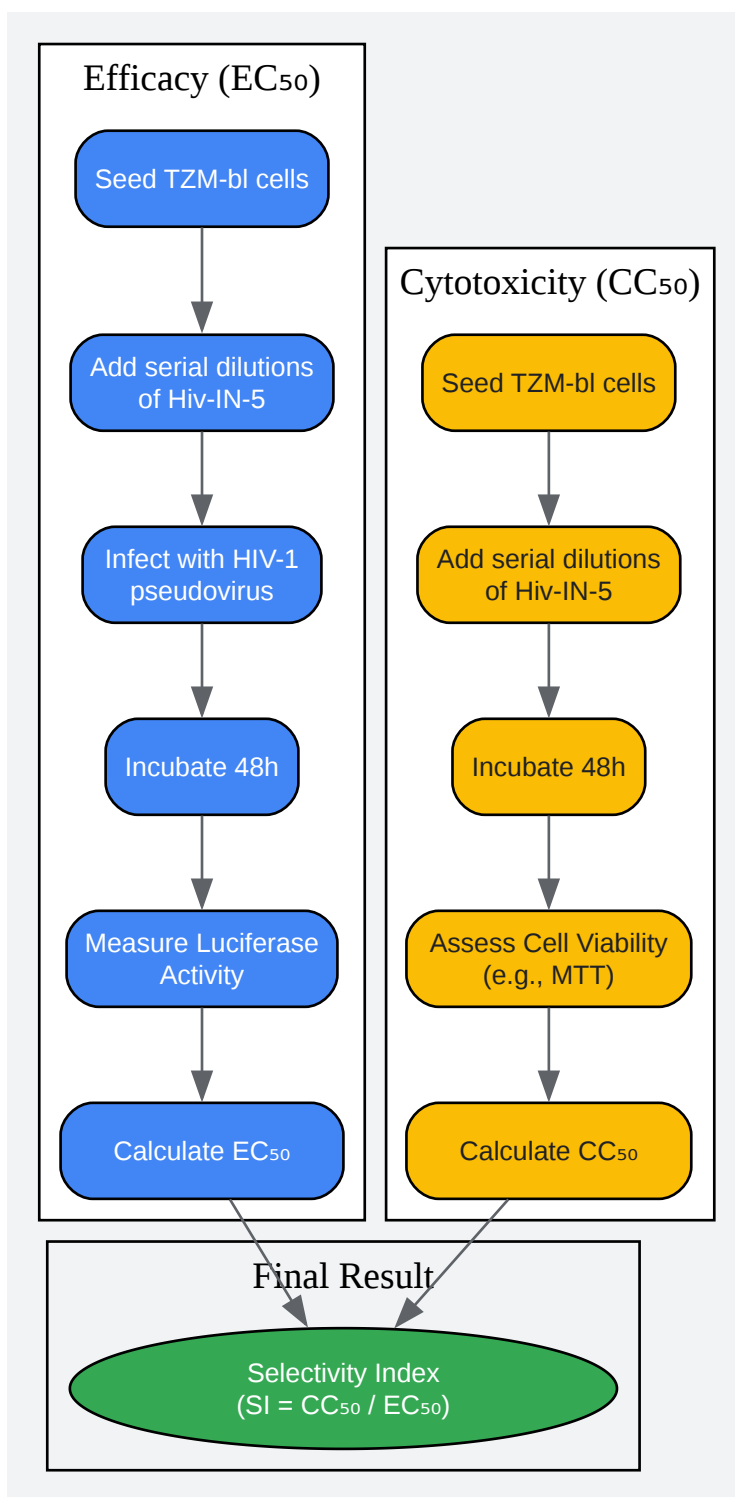 Efficacy (EC₅₀)
Seed TZM-bl cells
Add serial dilutions
of Hiv-IN-5
Infect with HIV-1
pseudovirus
Incubate 48h
Measure Luciferase
Activity
Calculate EC₅₀
Cytotoxicity (CC₅₀)
Seed TZM-bl cells
Add serial dilutions
of Hiv-IN-5
Incubate 48h
Assess Cell Viability
(e.g., MTT)
Calculate CC₅₀
Final Result
Selectivity Index
(SI = CC₅₀ / EC₅₀)